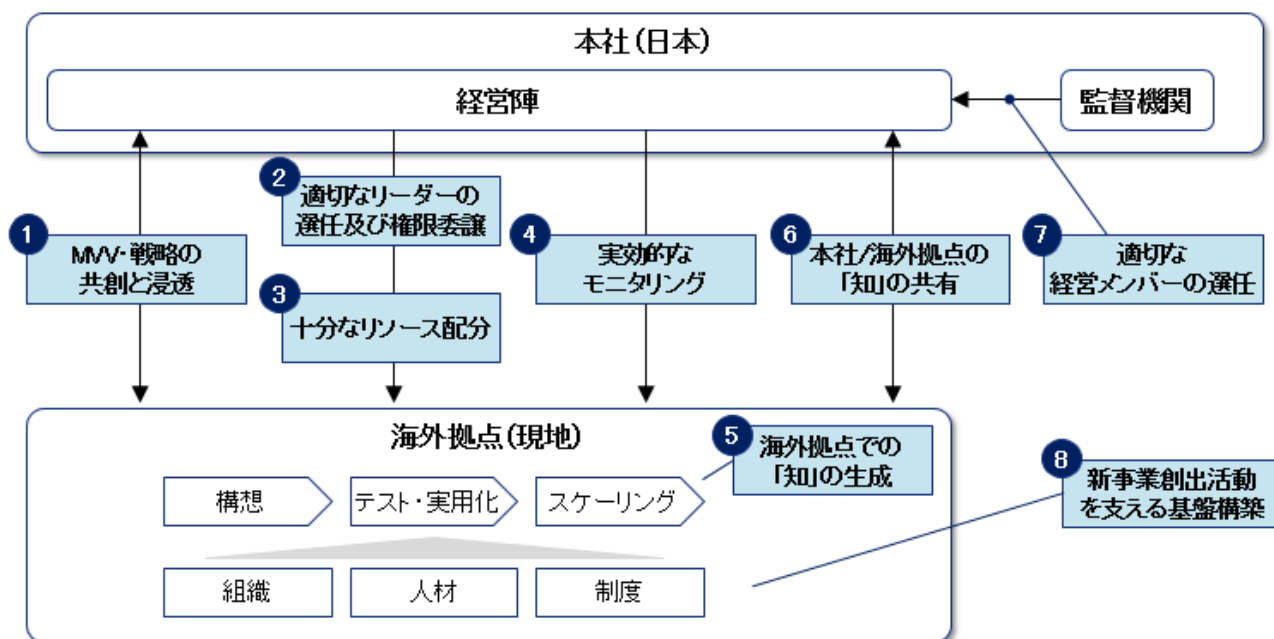 本社(日本)
経営陣
監督機関
1
MVV・戦略の
共創と浸透
2
適切なリーダーの
選任及び権限委譲
3
十分なリソース配分
4
実効的な
モニタリング
6
本社/海外拠点の
「知」の共有
7
適切な
経営メンバーの選任
海外拠点(現地)
5
海外拠点での
「知」の生成
構想
テスト・実用化
スケーリング
8
新事業創出活動
を支える基盤構築
組織
人材
制度